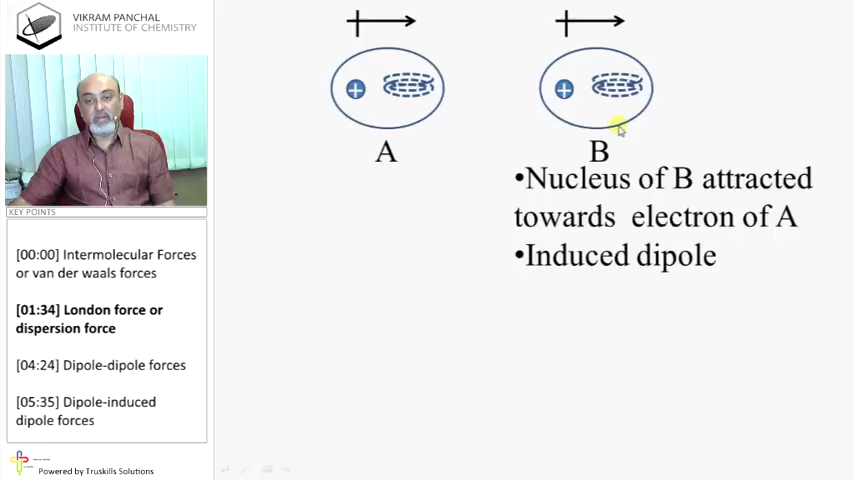 VIKRAM PANCHAL
INSTITUTE OF CHEMISTRY
KEY POINTS
[00:00] Intermolecular Forces
or van der waals forces
[01:34] London force or
dispersion force
[04:24] Dipole-dipole forces
[05:35] Dipole-induced
dipole forces
Powered by Truskills Solutions
+ +
A B
•Nucleus of B attracted
towards electron of A
•Induced dipole